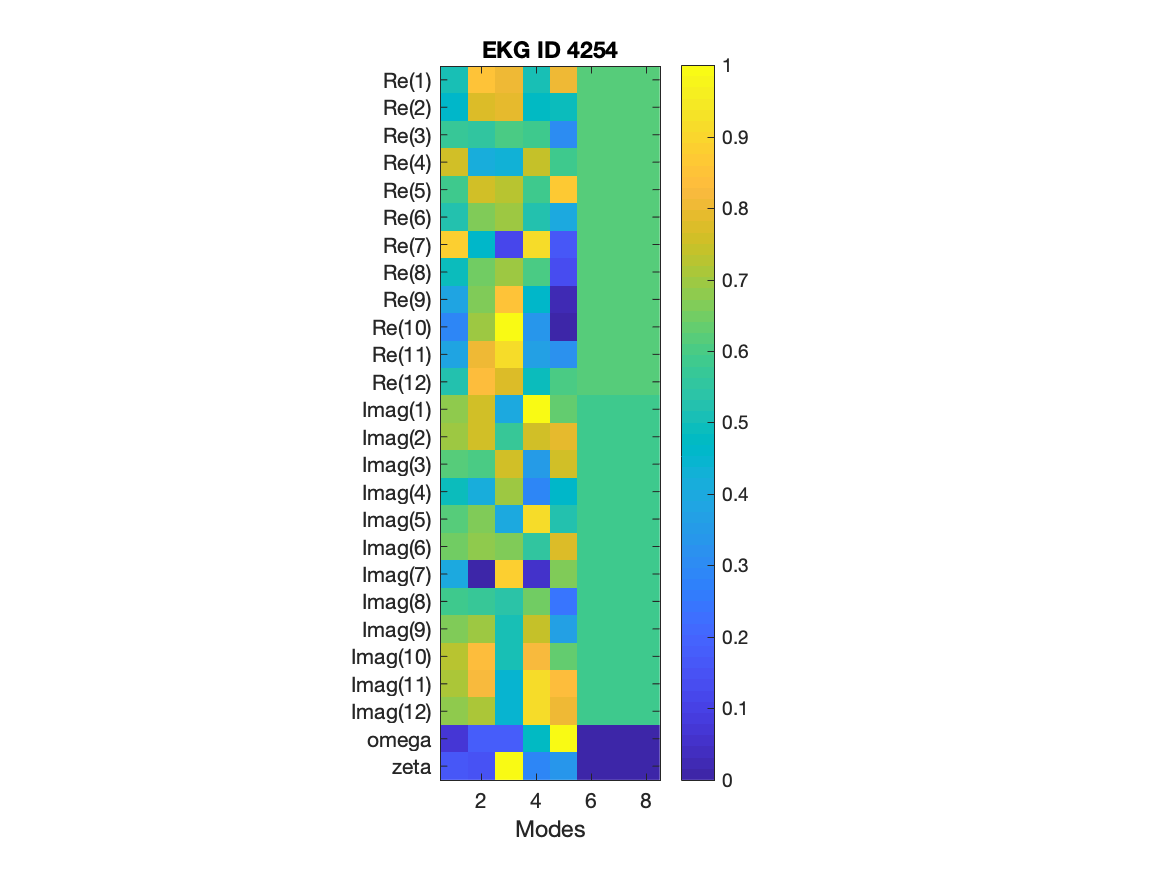 EKG ID 4254
Re(1)
Re(2)
Re(3)
Re(4)
Re(5)
Re(6)
Re(7)
Re(8)
Re(9)
Re(10)
Re(11)
Re(12)
Imag(1)
Imag(2)
Imag(3)
Imag(4)
Imag(5)
Imag(6)
Imag(7)
Imag(8)
Imag(9)
Imag(10)
Imag(11)
Imag(12)
omega
zeta
2 4 6 8
Modes
1
0.9
0.8
0.7
0.6
0.5
0.4
0.3
0.2
0.1
0